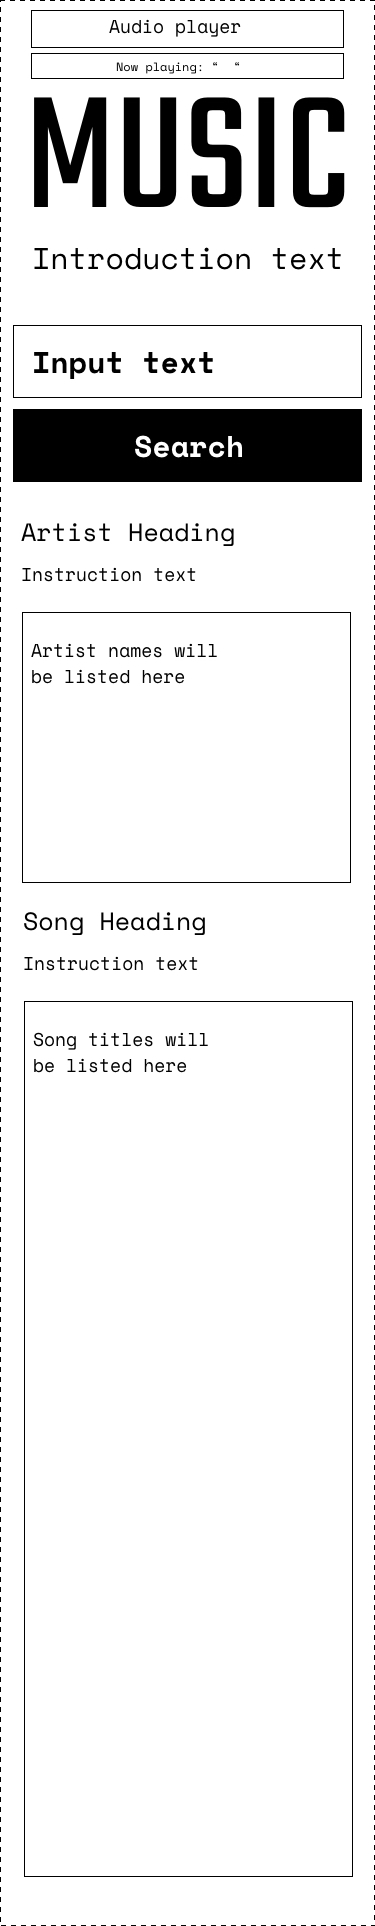 Audio player
Now playing: “  “
MUSIC
Introduction text
Input text
Search
Artist Heading
Instruction text
Artist names will
be listed here
Song Heading
Instruction text
Song titles will
be listed here